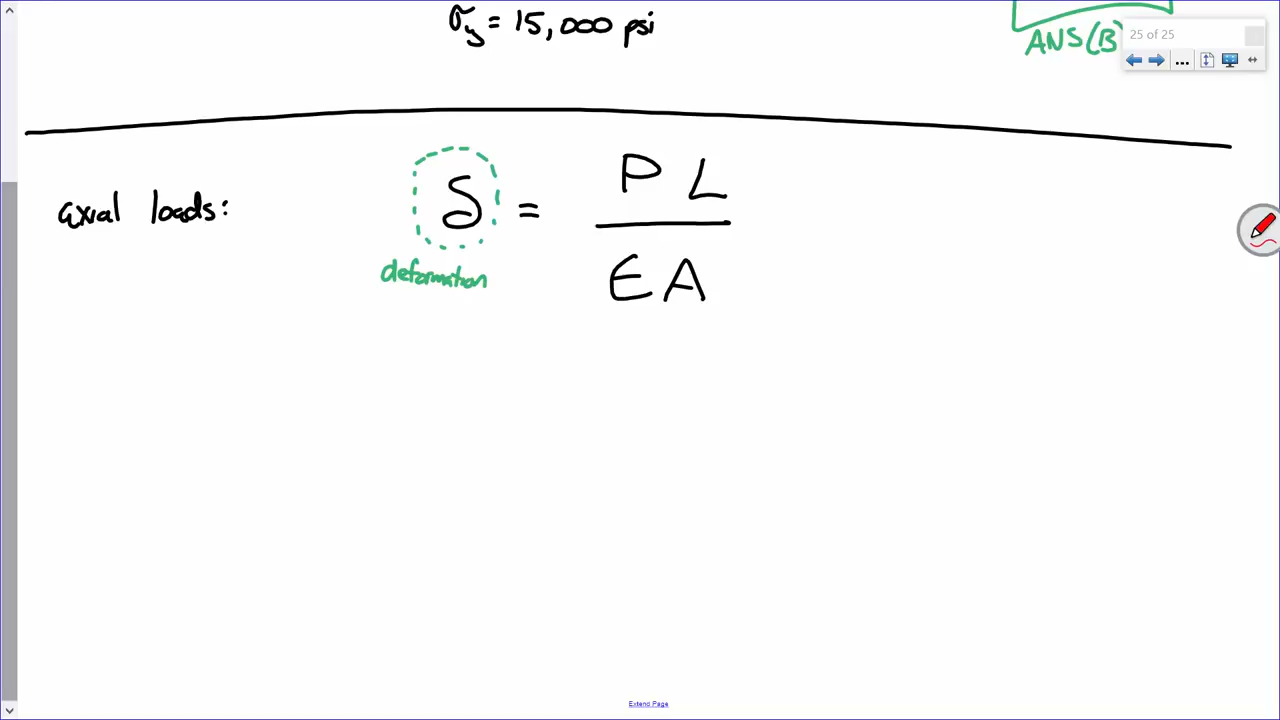 σy = 15,000 psi
ANS(B)
25 of 25
axial loads: δ = PL / EA
deformation
Extend Page